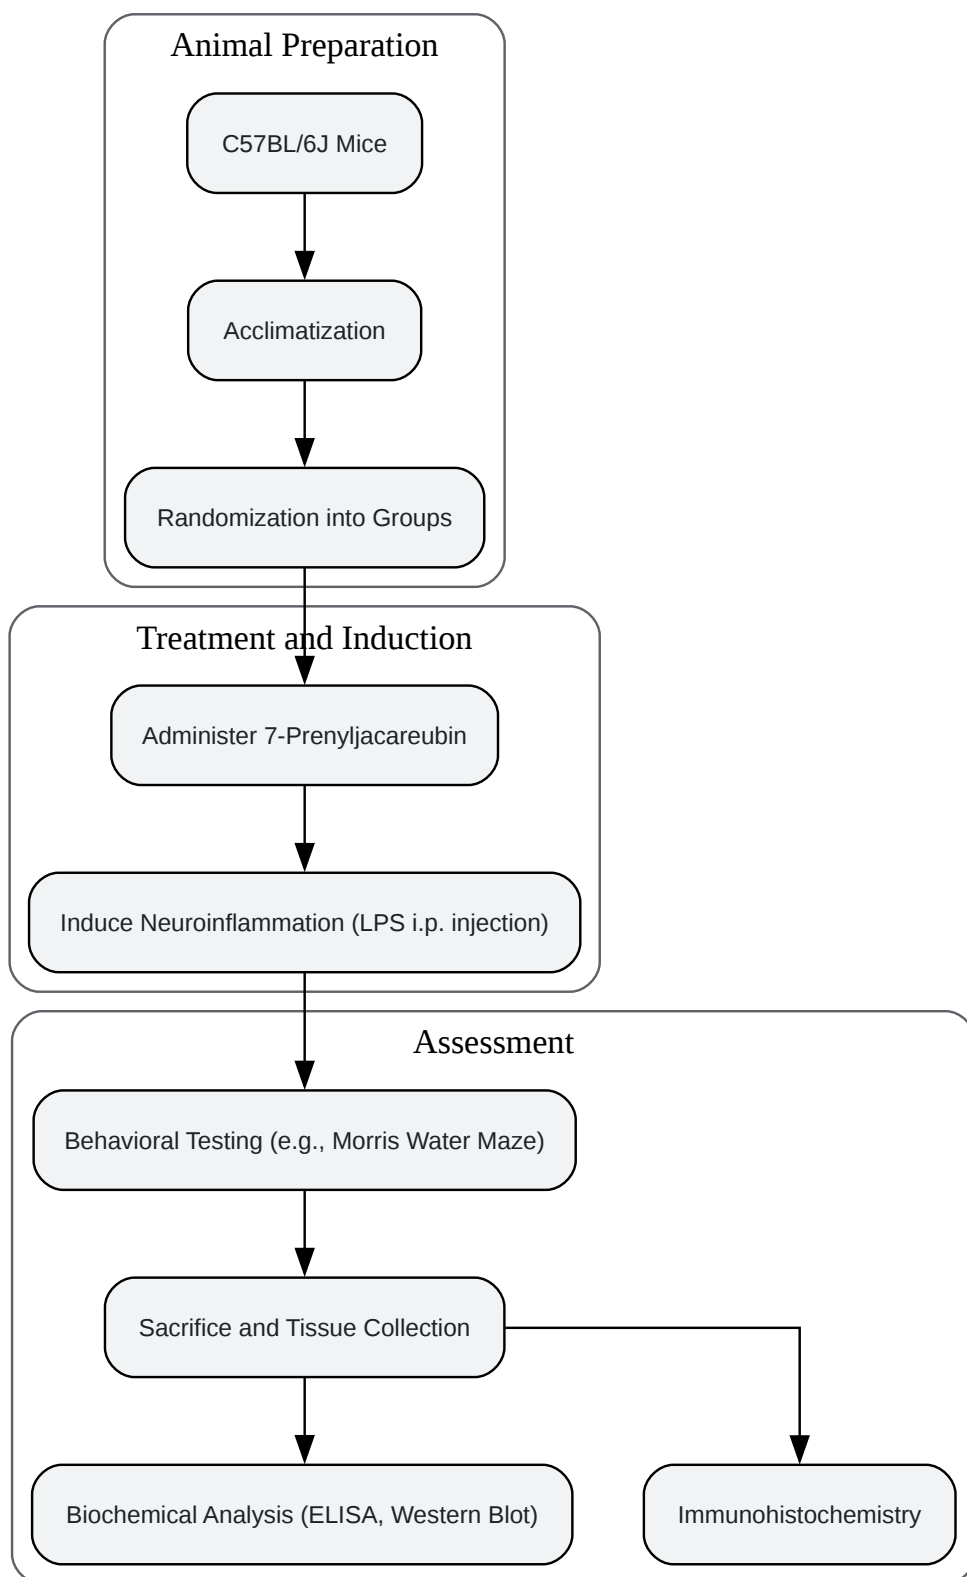 Animal Preparation
C57BL/6J Mice
Acclimatization
Randomization into Groups
Treatment and Induction
Administer 7-Prenyljacareubin
Induce Neuroinflammation (LPS i.p. injection)
Assessment
Behavioral Testing (e.g., Morris Water Maze)
Sacrifice and Tissue Collection
Biochemical Analysis (ELISA, Western Blot)
Immunohistochemistry